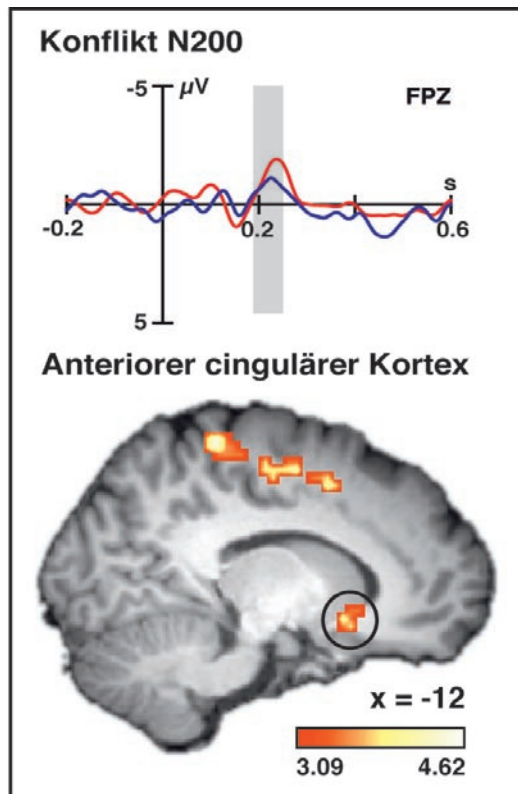 Konflikt N200
-5 µV FPZ
s
-0.2 0.2 0.6
5
Anteriorer cingulärer Kortex
x = -12
3.09 4.62